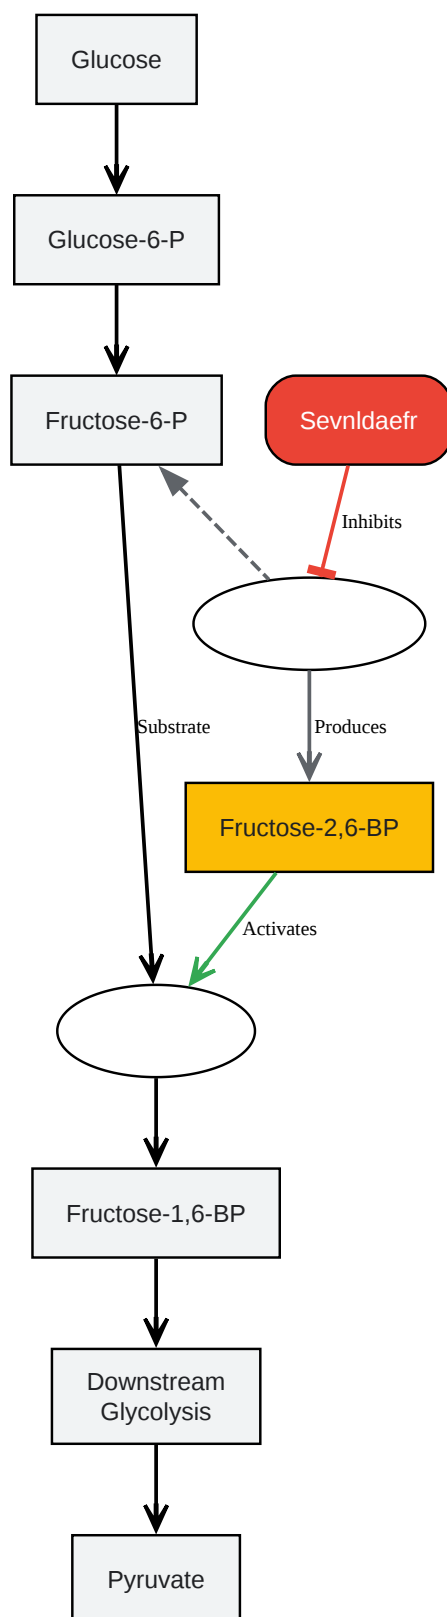 Glucose
Glucose-6-P
Fructose-6-P
Sevnldaefr
Inhibits
Substrate
Produces
Fructose-2,6-BP
Activates
Fructose-1,6-BP
Downstream
Glycolysis
Pyruvate